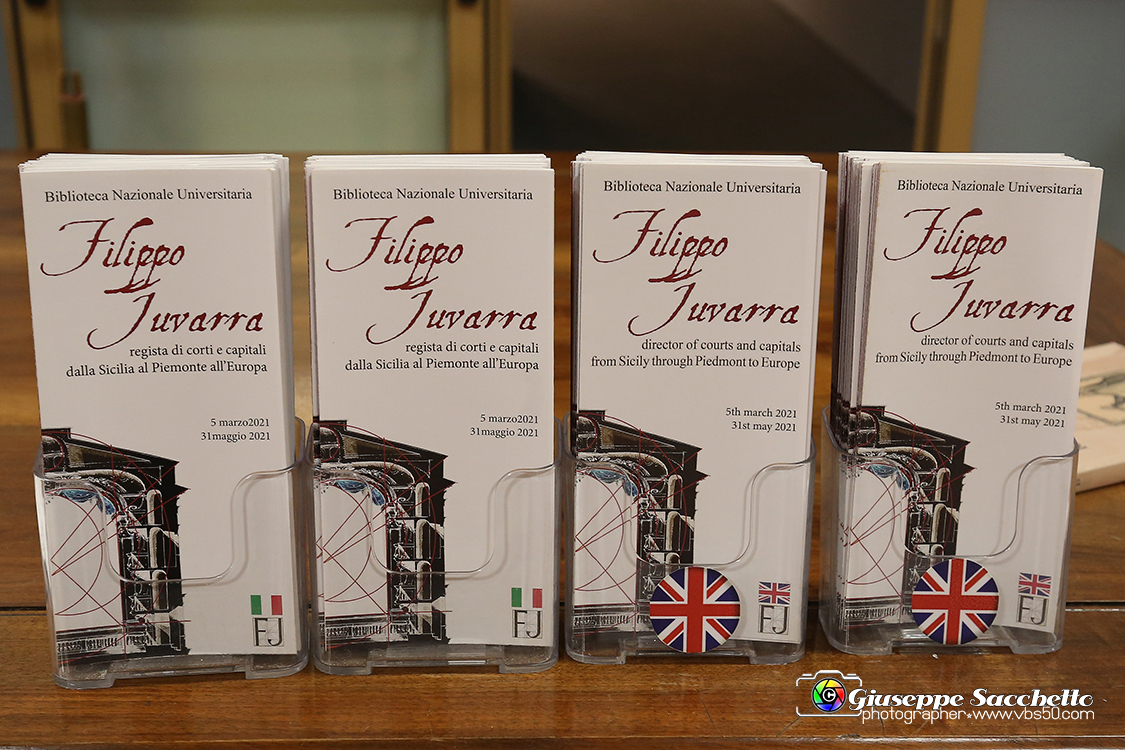 Biblioteca Nazionale Universitaria
Filippo
Juvarra
regista di corti e capitali
dalla Sicilia al Piemonte all'Europa
5 marzo2021
31maggio 2021
FJ
Biblioteca Nazionale Universitaria
Filippo
Juvarra
regista di corti e capitali
dalla Sicilia al Piemonte all'Europa
5 marzo2021
31maggio 2021
FJ
Biblioteca Nazionale Universitaria
Filippo
Juvarra
director of courts and capitals
from Sicily through Piedmont to Europe
5th march 2021
31st may 2021
FJ
Biblioteca Nazionale Universitaria
Filippo
Juvarra
director of courts and capitals
from Sicily through Piedmont to Europe
5th march 2021
31st may 2021
FJ
Giuseppe Sacchetto
photographer•www.vbs50.com